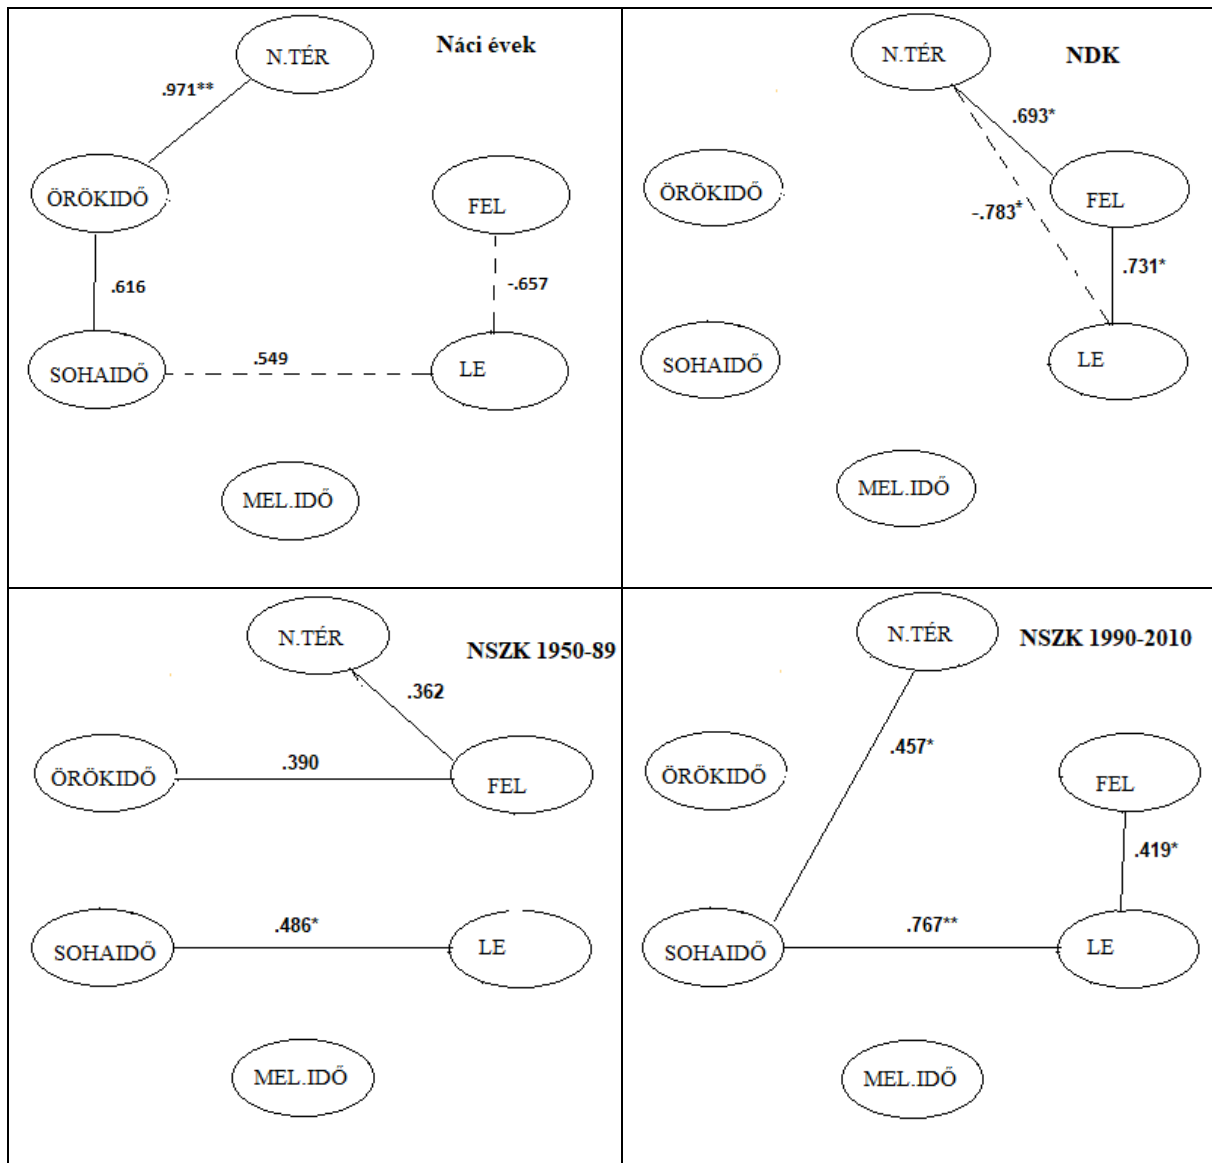 Náci évek
N.TÉR
.971**
ÖRÖKIDŐ
FEL
.616
-.657
SOHAIDŐ
.549
LE
MEL.IDŐ
NDK
N.TÉR
.693*
ÖRÖKIDŐ
FEL
-.783*
.731*
SOHAIDŐ
LE
MEL.IDŐ
NSZK 1950-89
N.TÉR
.362
.390
ÖRÖKIDŐ
FEL
.486*
SOHAIDŐ
LE
MEL.IDŐ
NSZK 1990-2010
N.TÉR
.457*
ÖRÖKIDŐ
FEL
.419*
.767**
SOHAIDŐ
LE
MEL.IDŐ